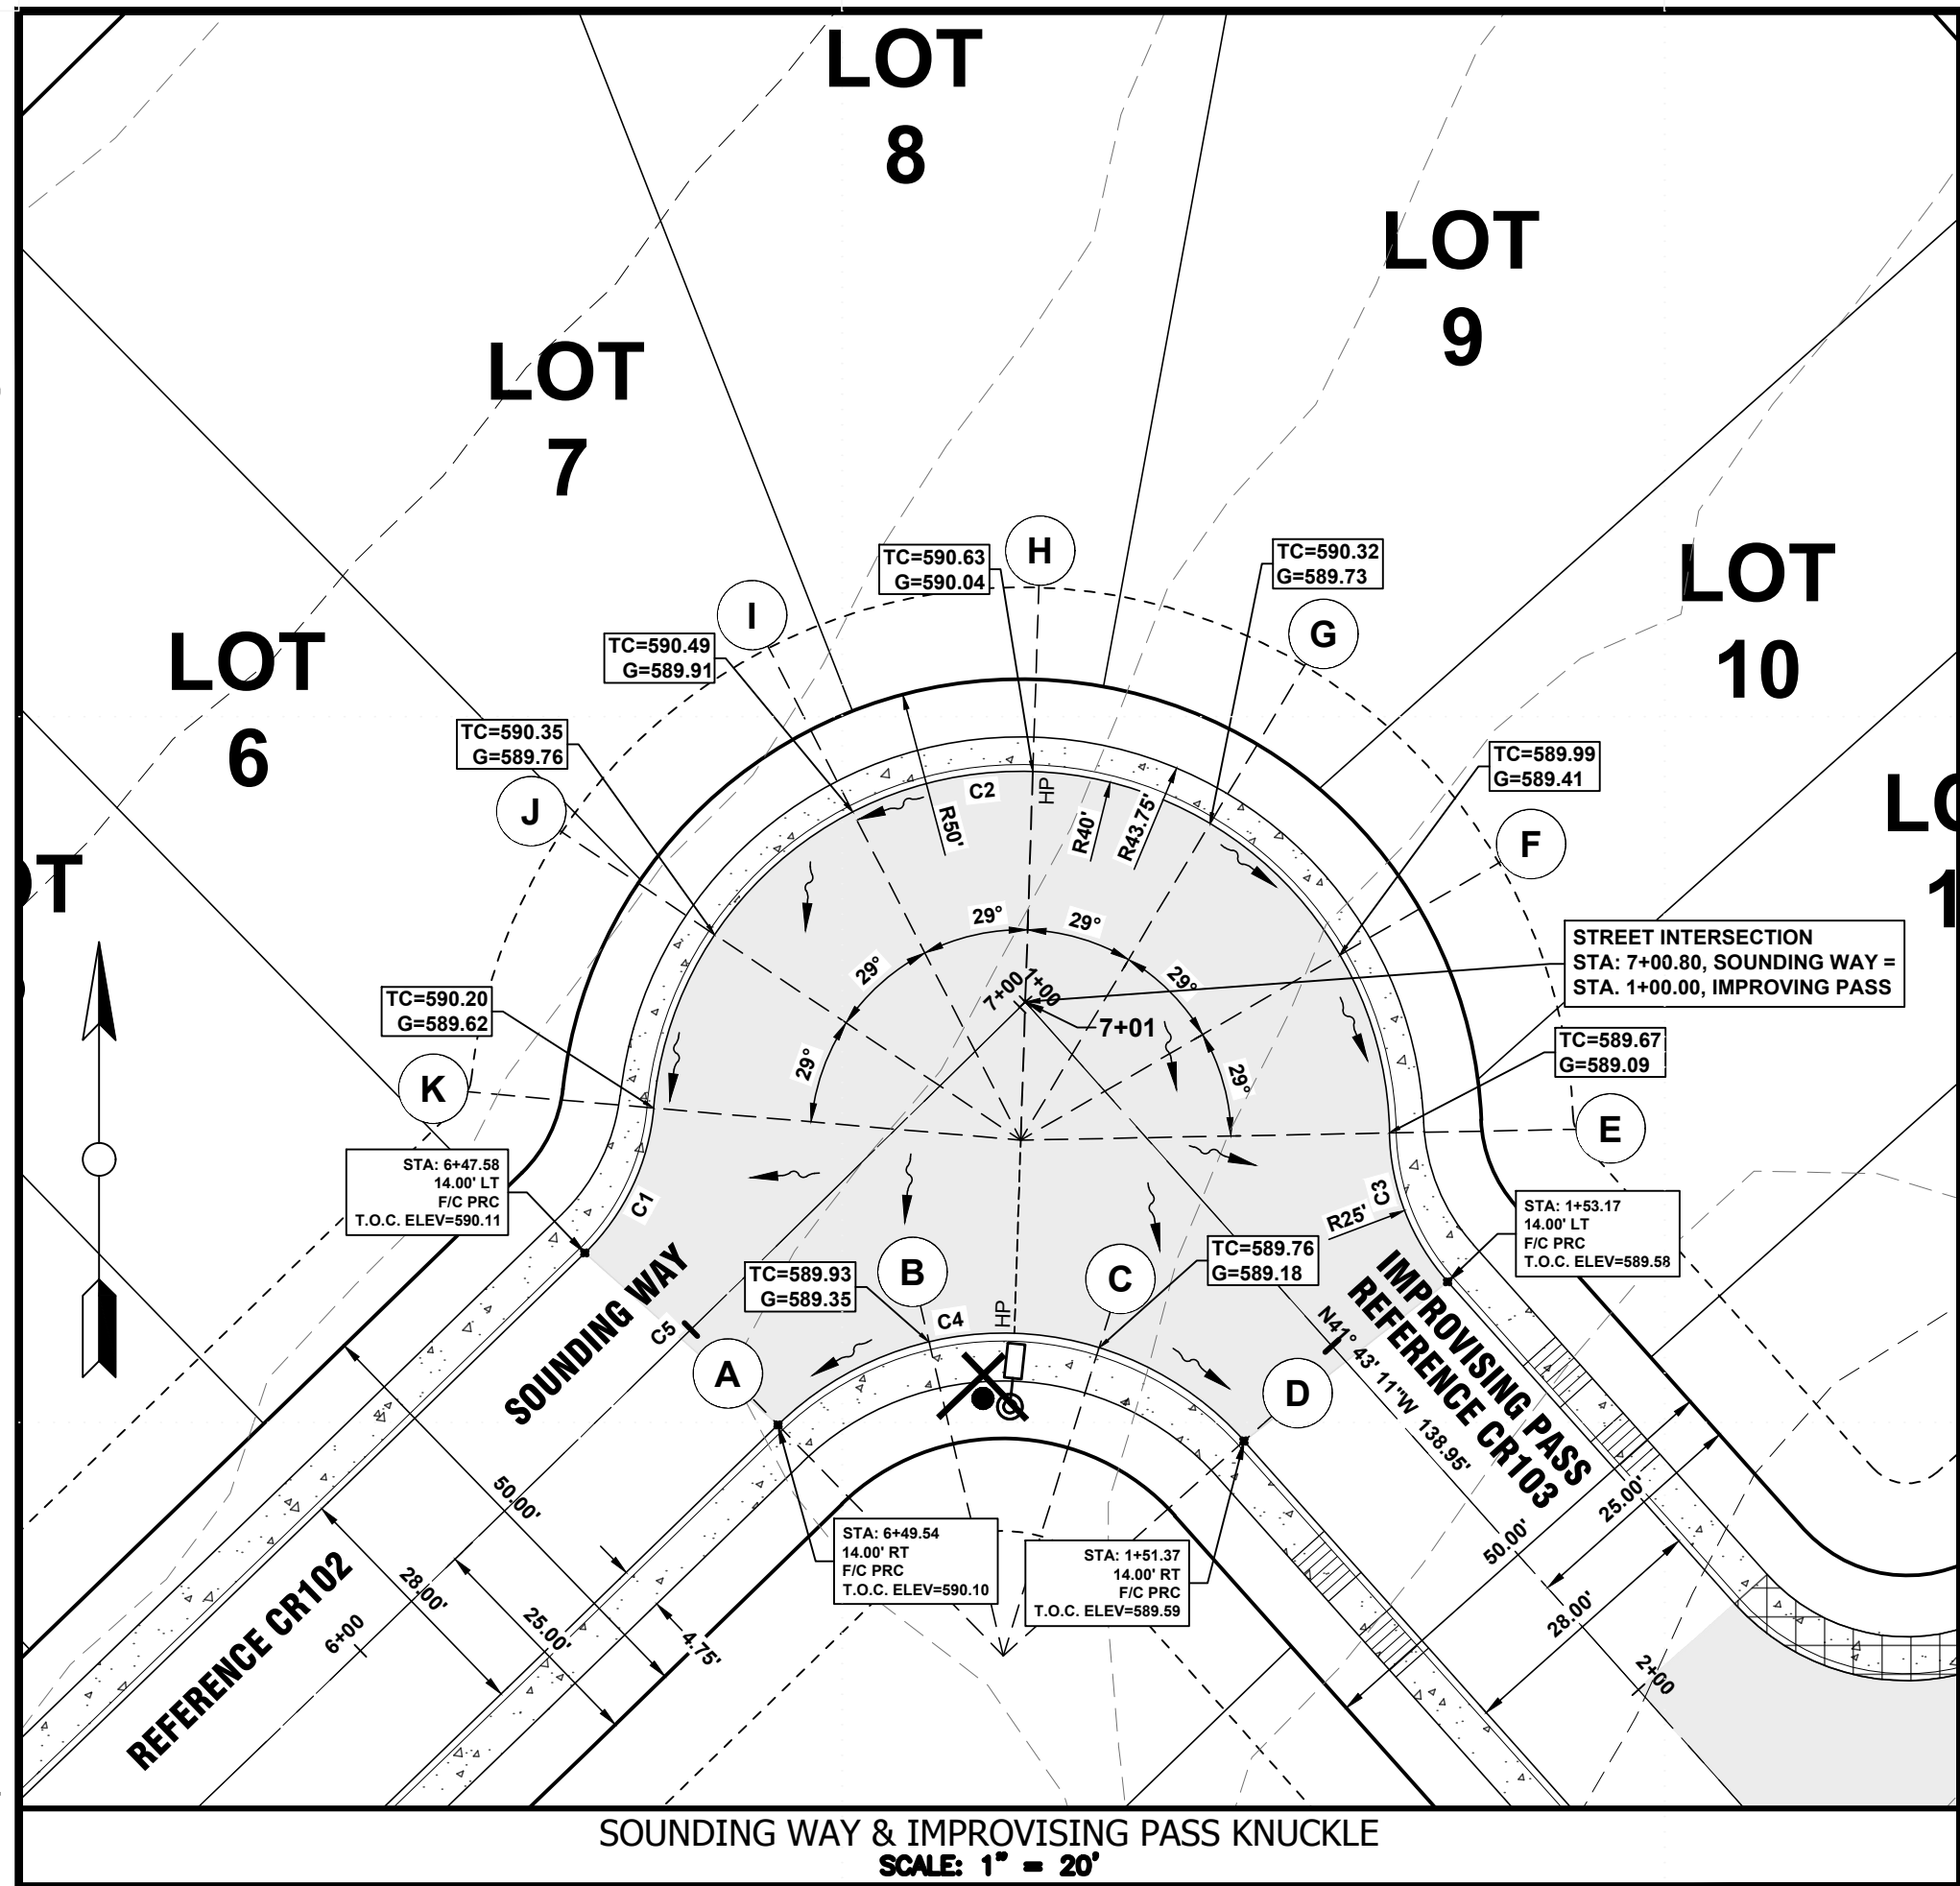 LOT
8
LOT
9
LOT
7
LOT
10
LOT
6
TC=590.63
G=590.04
H
TC=590.32
G=589.73
I
G
TC=590.49
G=589.91
TC=590.35
G=589.76
TC=589.99
G=589.41
J
F
C2
HP
R50'
R40'
R43.75'
OT
LO
1
29°
29°
29°
29°
29°
29°
STREET INTERSECTION
STA: 7+00.80, SOUNDING WAY =
STA. 1+00.00, IMPROVING PASS
7+00
1+00
7+01
TC=590.20
G=589.62
TC=589.67
G=589.09
K
E
STA: 6+47.58
14.00' LT
F/C PRC
T.O.C. ELEV=590.11
C1
C3
R25'
STA: 1+53.17
14.00' LT
F/C PRC
T.O.C. ELEV=589.58
TC=589.93
G=589.35
B
C
TC=589.76
G=589.18
C4
HP
C5
A
D
SOUNDING WAY
IMPROVISING PASS
REFERENCE CR103
N41° 43' 11"W 138.95'
STA: 6+49.54
14.00' RT
F/C PRC
T.O.C. ELEV=590.10
STA: 1+51.37
14.00' RT
F/C PRC
T.O.C. ELEV=589.59
50.00'
28.00'
25.00'
4.75'
6+00
REFERENCE CR102
25.00'
50.00'
28.00'
2+00
SOUNDING WAY & IMPROVISING PASS KNUCKLE
SCALE: 1" = 20'